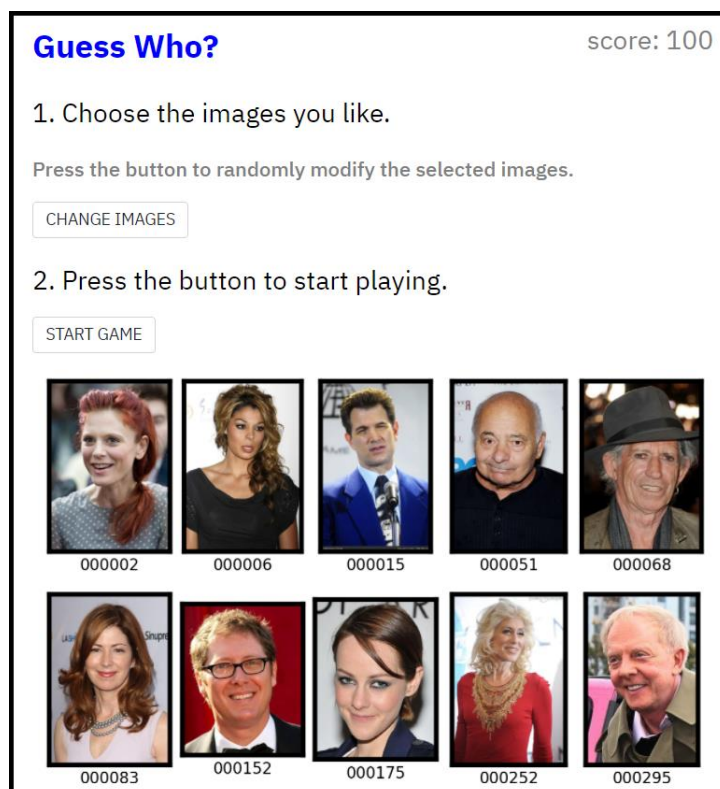 Guess Who?
score: 100
1. Choose the images you like.
Press the button to randomly modify the selected images.
CHANGE IMAGES
2. Press the button to start playing.
START GAME
000002 000006 000015 000051 000068
Sinupre
000083 000152 000175 000252 000295